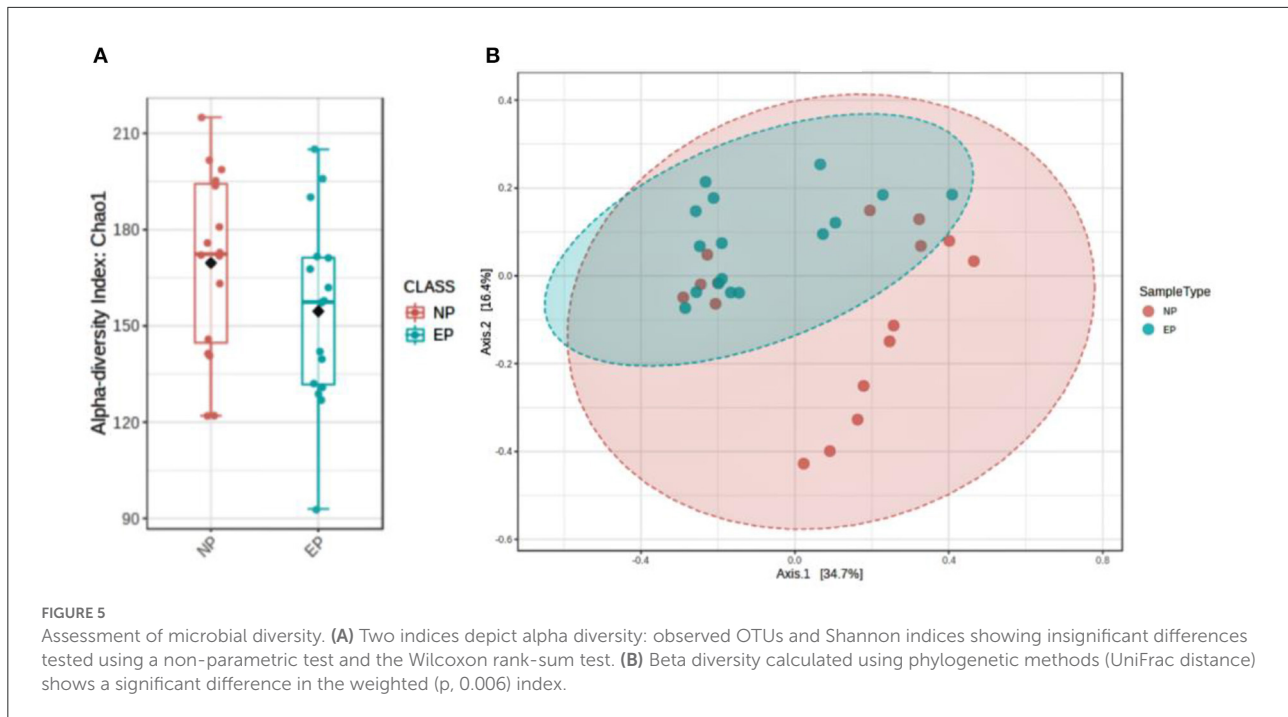 A
Alpha-diversity Index: Chao1
210
180
150
120
90
NP
EP
CLASS
NP
EP
B
Axis.2 [16.4%]
0.4
0.2
0.0
-0.2
-0.4
-0.6
-0.4
0.0
0.4
0.8
Axis.1 [34.7%]
SampleType
NP
EP
FIGURE 5
Assessment of microbial diversity. (A) Two indices depict alpha diversity: observed OTUs and Shannon indices showing insignificant differences
tested using a non-parametric test and the Wilcoxon rank-sum test. (B) Beta diversity calculated using phylogenetic methods (UniFrac distance)
shows a significant difference in the weighted (p, 0.006) index.